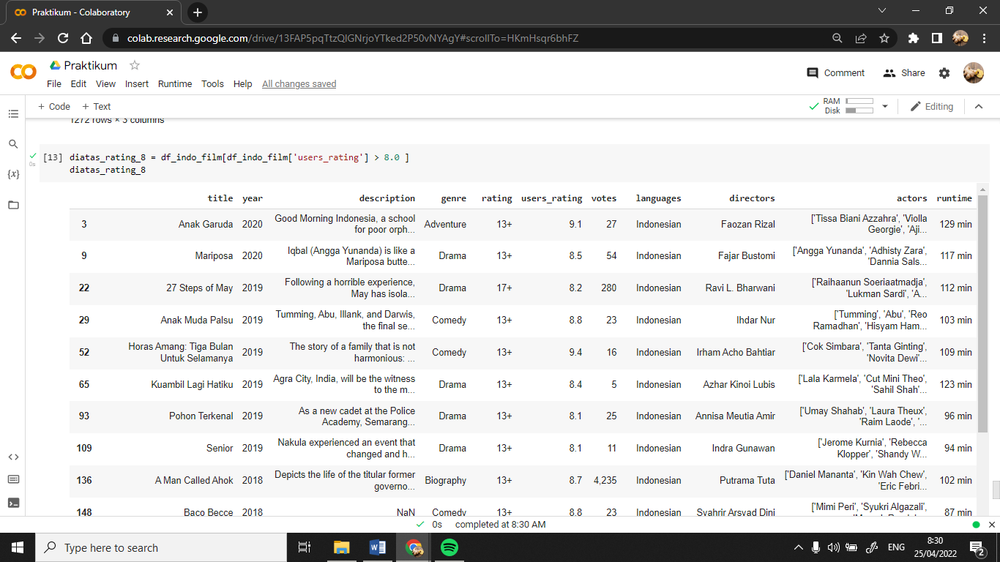 Praktikum - Colaboratory
colab.research.google.com/drive/13FAP5pqTtzQlGNrjoYTked2P50vNYAgY#scrollTo=HKmHsqr6bhFZ
Praktikum
Comment
Share
File Edit View Insert Runtime Tools Help All changes saved
+ Code + Text
RAM
Disk
Editing
1272 rows × 3 columns
[13] diatas_rating_8 = df_indo_film[df_indo_film['users_rating'] > 8.0 ]
0s
diatas_rating_8
{x}
title year description genre rating users_rating votes languages directors actors runtime
3 Anak Garuda 2020 Good Morning Indonesia, a school for poor orph... Adventure 13+ 9.1 27 Indonesian Faozan Rizal ['Tissa Biani Azzahra', 'Violla Georgie', 'Aji... 129 min
9 Mariposa 2020 Iqbal (Angga Yunanda) is like a Mariposa butte... Drama 13+ 8.5 54 Indonesian Fajar Bustomi ['Angga Yunanda', 'Adhisty Zara', 'Dannia Sals... 117 min
22 27 Steps of May 2019 Following a horrible experience, May has isola... Drama 17+ 8.2 280 Indonesian Ravi L. Bharwani ['Raihaanun Soeriaatmadja', 'Lukman Sardi', 'A... 112 min
29 Anak Muda Palsu 2019 Tumming, Abu, Illank, and Darwis, the final se... Comedy 13+ 8.8 23 Indonesian Ihdar Nur ['Tumming', 'Abu', 'Reo Ramadhan', 'Hisyam Ham... 103 min
52 Horas Amang: Tiga Bulan Untuk Selamanya 2019 The story of a family that is not harmonious: ... Comedy 13+ 9.4 16 Indonesian Irham Acho Bahtiar ['Cok Simbara', 'Tanta Ginting', 'Novita Dewi'... 109 min
65 Kuambil Lagi Hatiku 2019 Agra City, India, will be the witness to the m... Drama 13+ 8.4 5 Indonesian Azhar Kinoi Lubis ['Lala Karmela', 'Cut Mini Theo', 'Sahil Shah'... 123 min
93 Pohon Terkenal 2019 As a new cadet at the Police Academy, Semarang... Drama 13+ 8.1 25 Indonesian Annisa Meutia Amir ['Umay Shahab', 'Laura Theux', 'Raim Laode', '... 96 min
109 Senior 2019 Nakula experienced an event that changed and h... Drama 13+ 8.1 11 Indonesian Indra Gunawan ['Jerome Kurnia', 'Rebecca Klopper', 'Shandy W... 94 min
136 A Man Called Ahok 2018 Depicts the life of the titular former governo... Biography 13+ 8.7 4,235 Indonesian Putrama Tuta ['Daniel Mananta', 'Kin Wah Chew', 'Eric Febri... 102 min
148 Baco Becce 2018 NaN Comedy 13+ 8.8 23 Indonesian Syahrir Arsyad Dini ['Mimi Peri', 'Syukri Algazali', 87 min
0s completed at 8:30 AM
Type here to search
ENG
8:30
25/04/2022
2